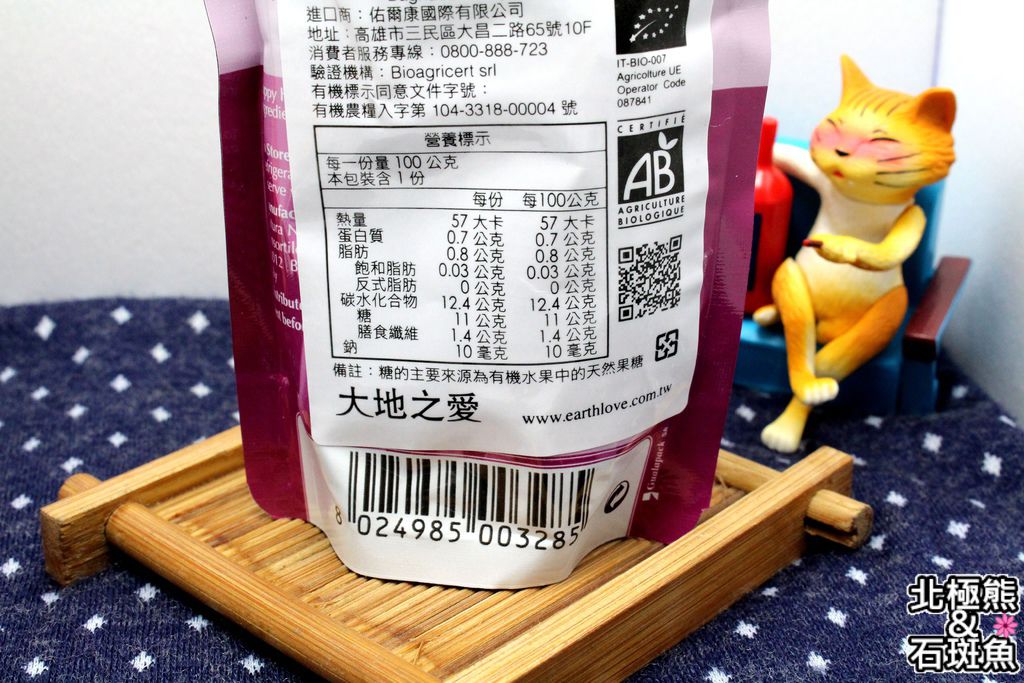 進口商：佑爾康國際有限公司
地址：高雄市三民區大昌二路65號10F
消費者服務專線：0800-888-723
驗證機構：Bioagricert srl
有機標示同意文件字號：
有機農糧入字第 104-3318-00004 號
營養標示
每一份量 100 公克
本包裝含 1 份
每份 每100公克
熱量 57 大卡 57 大卡
蛋白質 0.7 公克 0.7 公克
脂肪 0.8 公克 0.8 公克
飽和脂肪 0.03 公克 0.03 公克
反式脂肪 0 公克 0 公克
碳水化合物 12.4 公克 12.4 公克
糖 11 公克 11 公克
膳食纖維 1.4 公克 1.4 公克
鈉 10 毫克 10 毫克
備註：糖的主要來源為有機水果中的天然果糖
大地之愛 www.earthlove.com.tw
IT-BIO-007
Agricolture UE
Operator Code
087841
CERTIFIÉ
AB
AGRICULTURE
BIOLOGIQUE
Store
Gualapack
8 024985 003285
北極熊
&
石斑魚